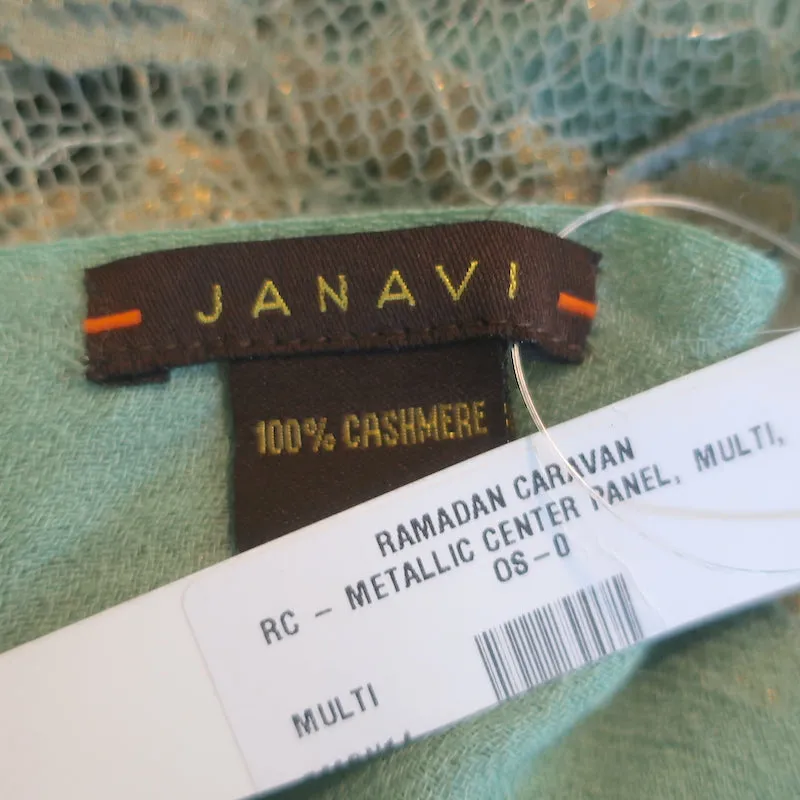 JANAVI
100% CASHMERE
RAMADAN CARAVAN
RC - METALLIC CENTER PANEL, MULTI,
OS-0
MULTI